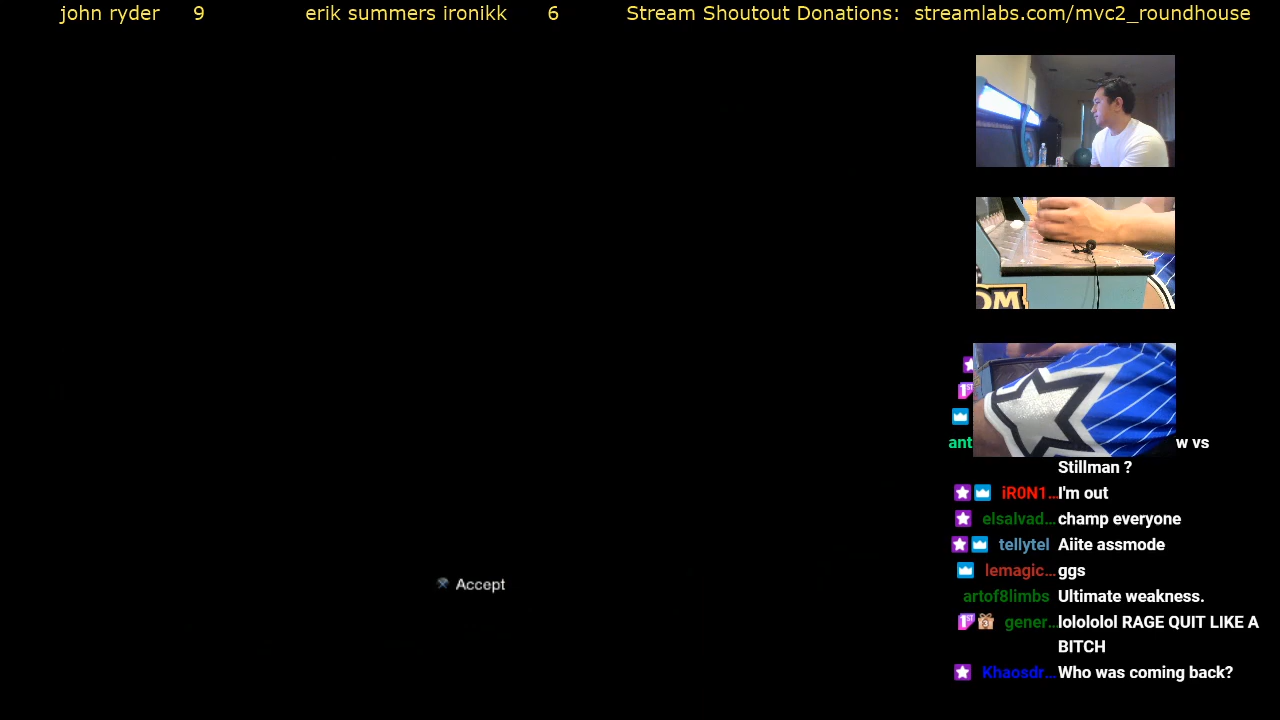 john ryder 9 erik summers ironikk 6 Stream Shoutout Donations: streamlabs.com/mvc2_roundhouse
OM
ant w vs
Stillman ?
iR0N1… I'm out
elsalvad… champ everyone
tellytel Aiite assmode
lemagic… ggs
Accept
artof8limbs Ultimate weakness.
gener… lolololol RAGE QUIT LIKE A
BITCH
Khaosdr… Who was coming back?